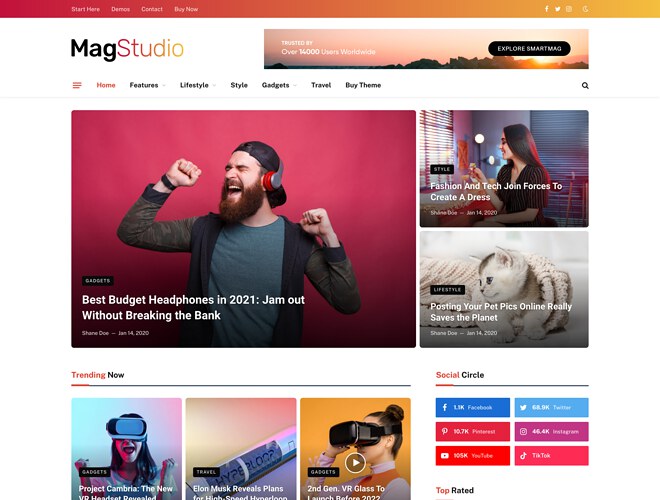 Start Here Demos Contact Buy Now
MagStudio
TRUSTED BY
Over 14000 Users Worldwide
EXPLORE SMARTMAG
Home Features Lifestyle Style Gadgets Travel Buy Theme
GADGETS
Best Budget Headphones in 2021: Jam out
Without Breaking the Bank
Shane Doe — Jan 14, 2020
STYLE
Fashion And Tech Join Forces To
Create A Dress
Shane Doe — Jan 14, 2020
LIFESTYLE
Posting Your Pet Pics Online Really
Saves the Planet
Shane Doe — Jan 14, 2020
Trending Now
GADGETS
Project Cambria: The New
VR Headset Revealed
TRAVEL
Elon Musk Reveals Plans
for High-Speed Hyperloop
GADGETS
2nd Gen. VR Glass To
Launch Before 2022
Social Circle
1.1K Facebook
68.9K Twitter
10.7K Pinterest
46.4K Instagram
105K YouTube
TikTok
Top Rated